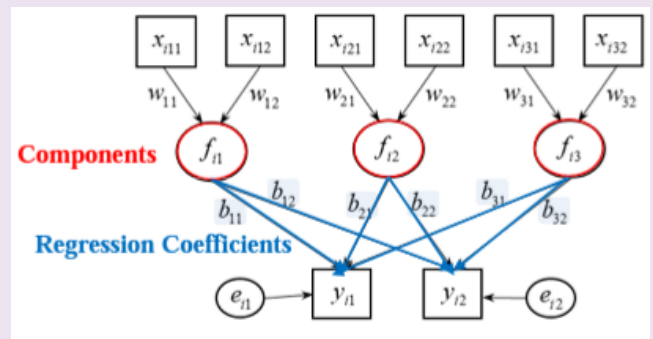 x_i11 x_i12 x_i21 x_i22 x_i31 x_i32
w_11 w_12 w_21 w_22 w_31 w_32
Components f_i1 f_i2 f_i3
b_11 b_12 b_21 b_22 b_31 b_32
Regression Coefficients
e_i1 y_i1 y_i2 e_i2